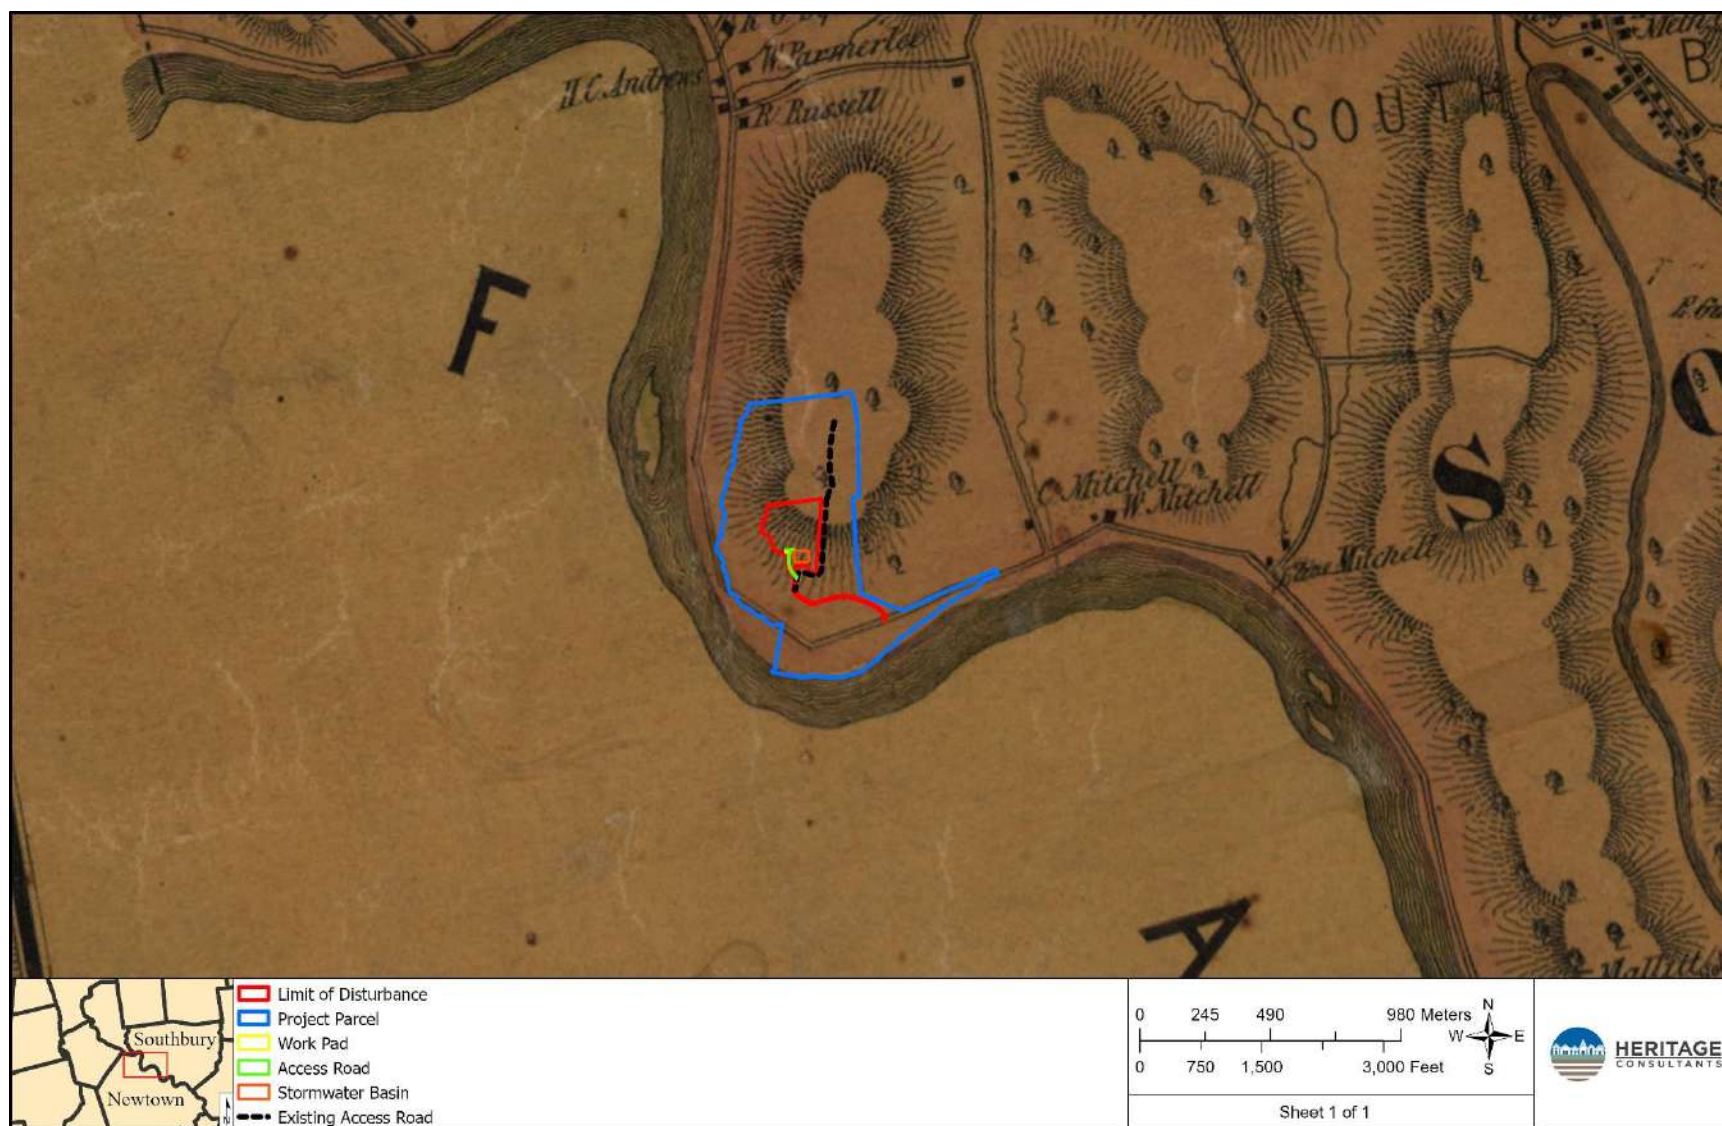 H.C. Andrews
W. Parmerlee
R. Russell
SOUTH
B
F
C. Mitchell
W. Mitchell
Mitchell
S
O
A
Southbury
Newtown
N
Limit of Disturbance
Project Parcel
Work Pad
Access Road
Stormwater Basin
Existing Access Road
0 245 490 980 Meters
0 750 1,500 3,000 Feet
N
W E
S
Sheet 1 of 1
HERITAGE
CONSULTANTS